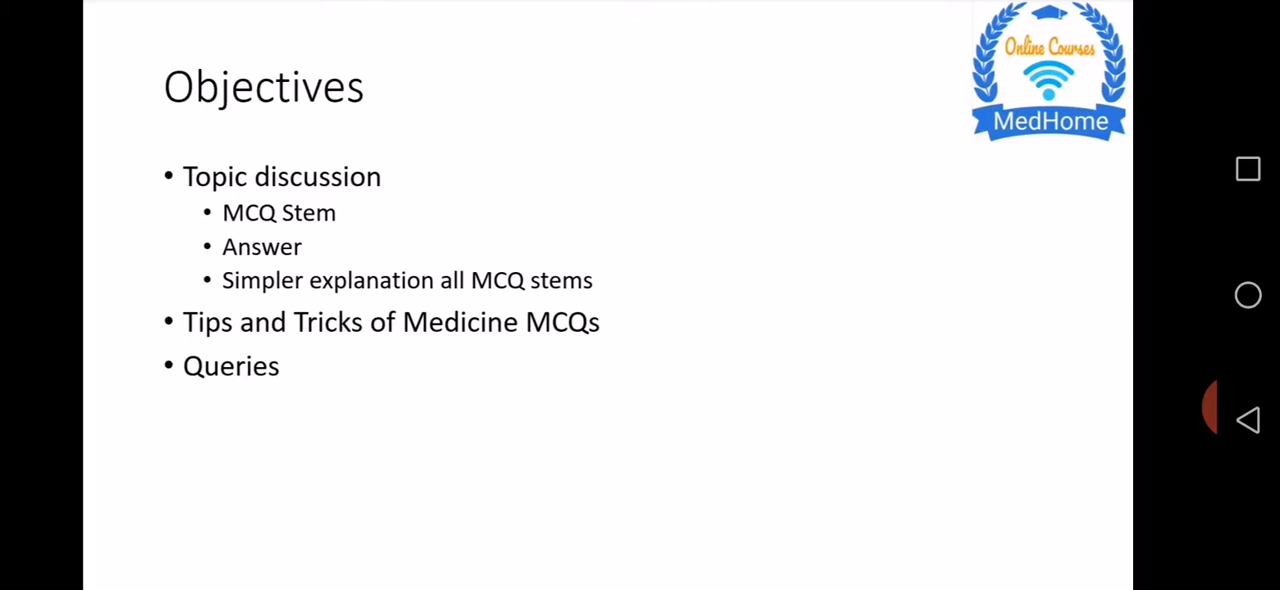 Objectives
Online Courses
MedHome
• Topic discussion
• MCQ Stem
• Answer
• Simpler explanation all MCQ stems
• Tips and Tricks of Medicine MCQs
• Queries